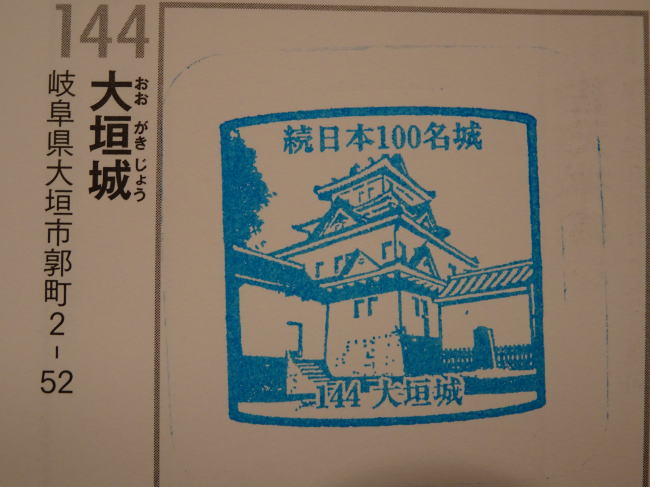 144
大垣城
おお がき じょう
岐阜県大垣市郭町2-52
続日本100名城
144 大垣城